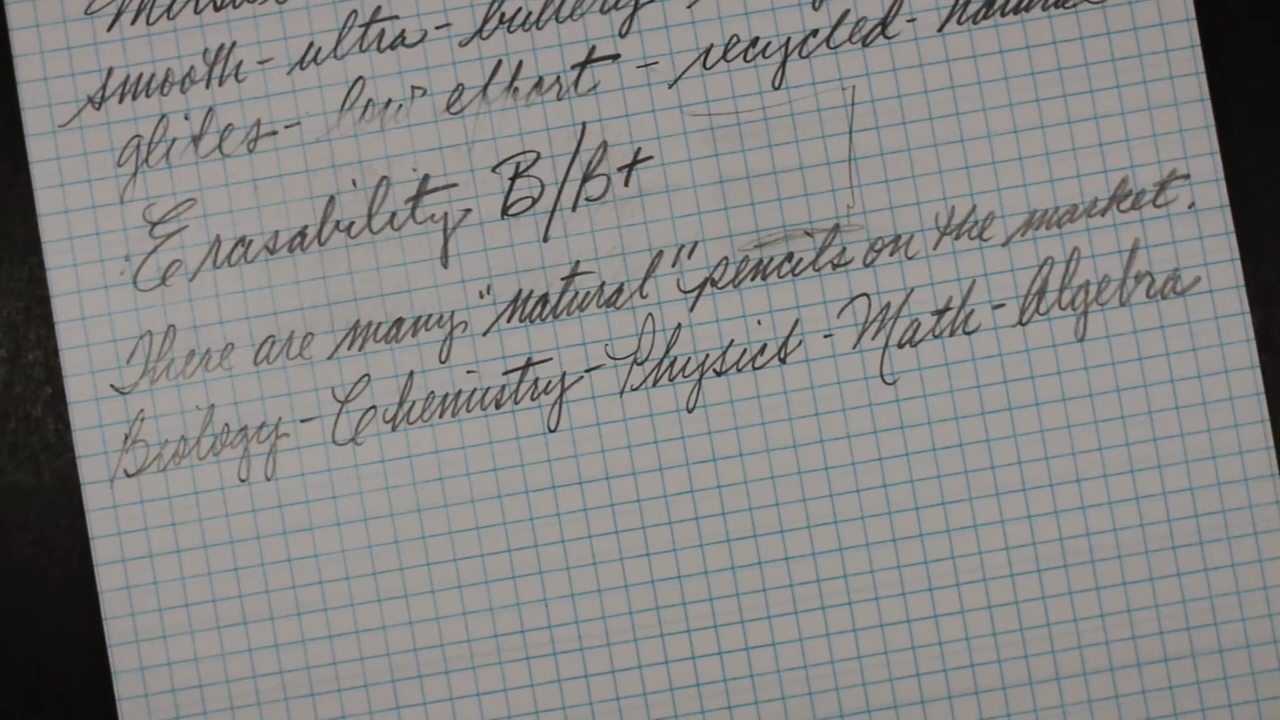 smooth - ultra - buttery
glides - low effort - recycled - natural
Erasability B/B+
There are many "natural" pencils on the market.
Biology - Chemistry - Physics - Math - Algebra